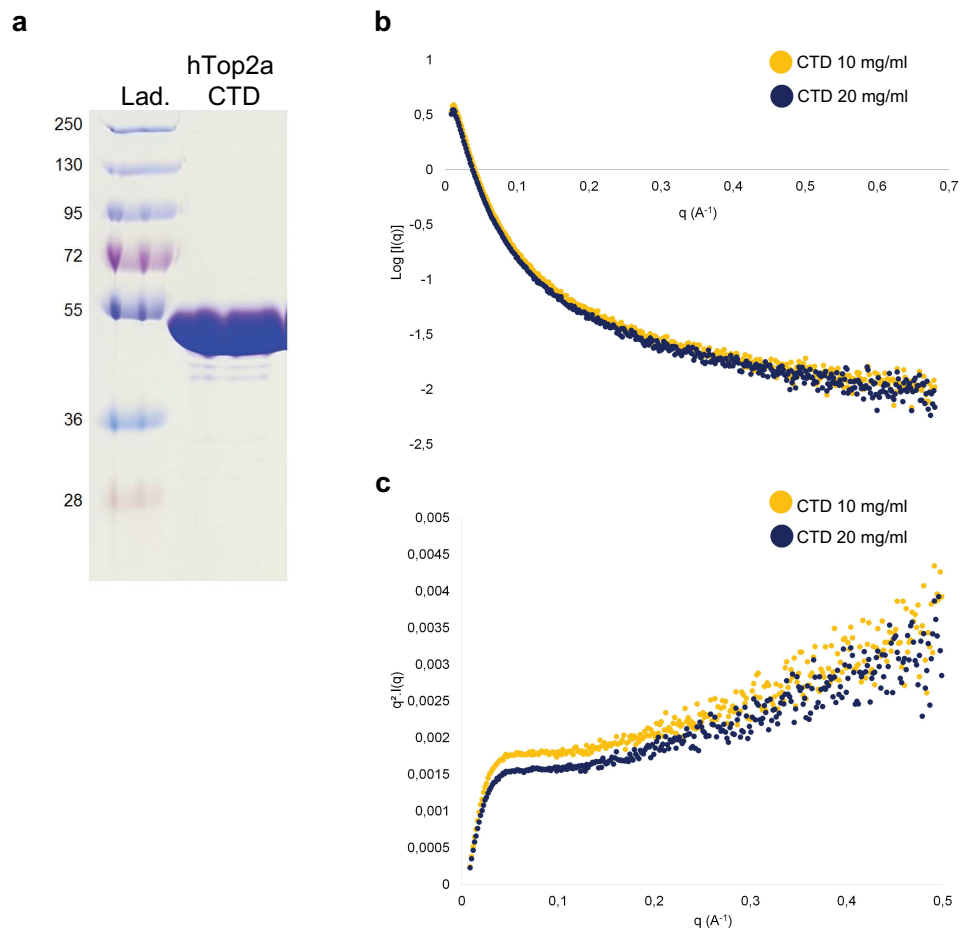 a
hTop2a
Lad. CTD
250
130
95
72
55
36
28
b
CTD 10 mg/ml
CTD 20 mg/ml
1
0,5
0
-0,5
-1
-1,5
-2
-2,5
0 0,1 0,2 0,3 0,4 0,5 0,6 0,7
q (A-1)
Log [I(q)
c
CTD 10 mg/ml
CTD 20 mg/ml
0,005
0,0045
0,004
0,0035
0,003
0,0025
0,002
0,0015
0,001
0,0005
0
0 0,1 0,2 0,3 0,4 0,5
q (A-1)
q².I(q)